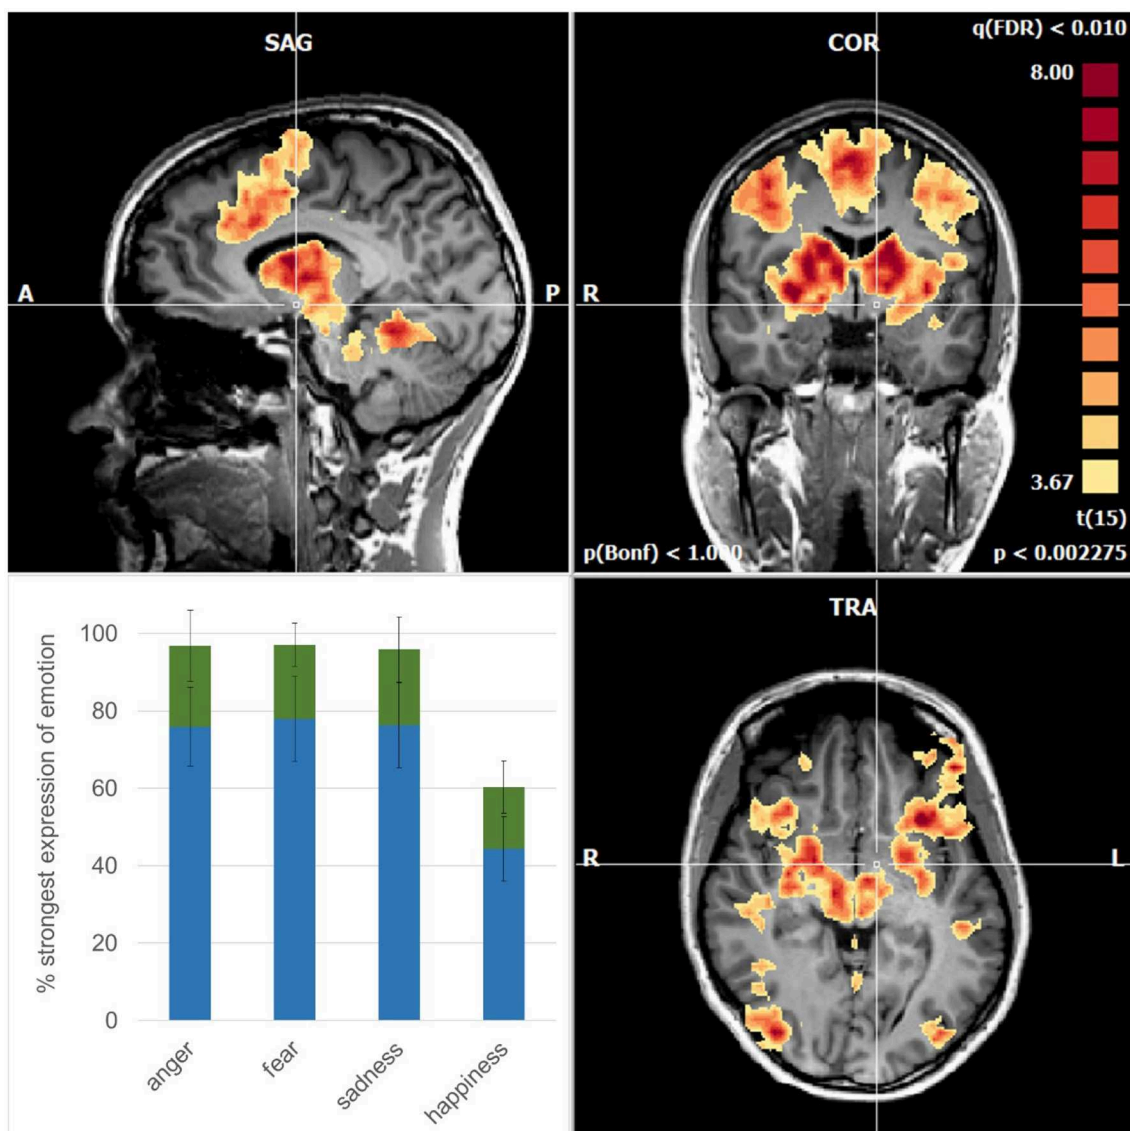 SAG
A
P
COR
q(FDR) < 0.010
8.00
R
3.67
t(15)
p(Bonf) < 1.000
p < 0.002275
% strongest expression of emotion
100
80
60
40
20
0
anger
fear
sadness
happiness
TRA
R
L